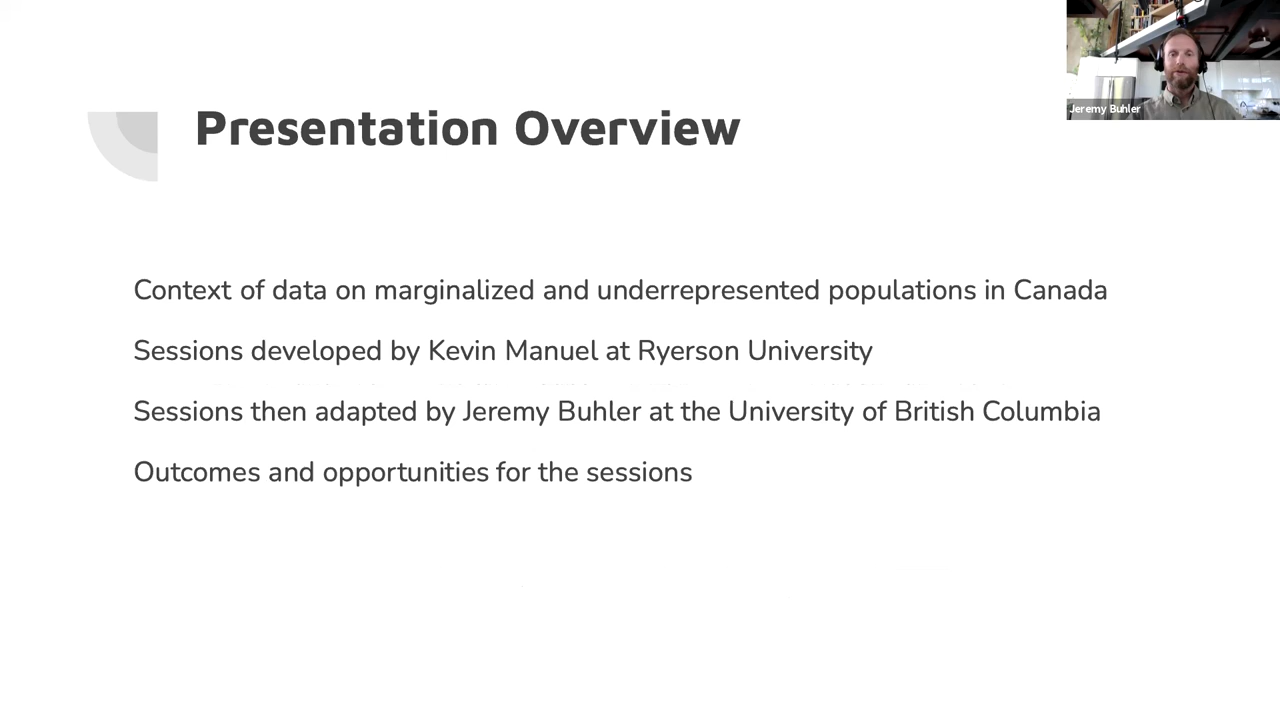 Jeremy Buhler
Presentation Overview
Context of data on marginalized and underrepresented populations in Canada
Sessions developed by Kevin Manuel at Ryerson University
Sessions then adapted by Jeremy Buhler at the University of British Columbia
Outcomes and opportunities for the sessions